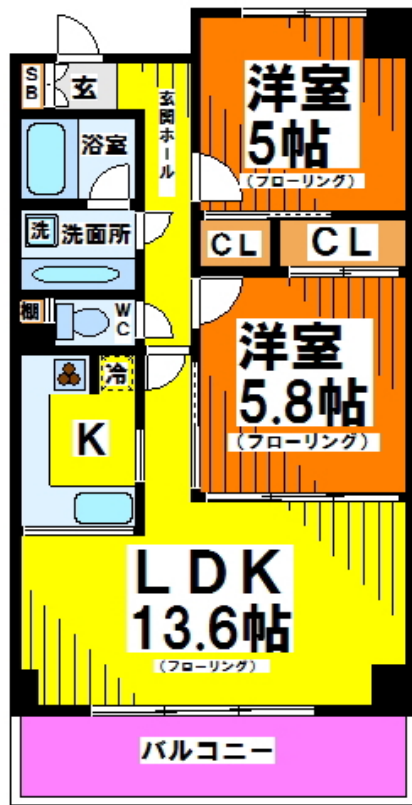 SB
玄
玄関ホール
洋室
5帖
(フローリング)
浴室
洗
洗面所
CL
CL
棚
WC
洋室
5.8帖
(フローリング)
冷
K
LDK
13.6帖
(フローリング)
バルコニー